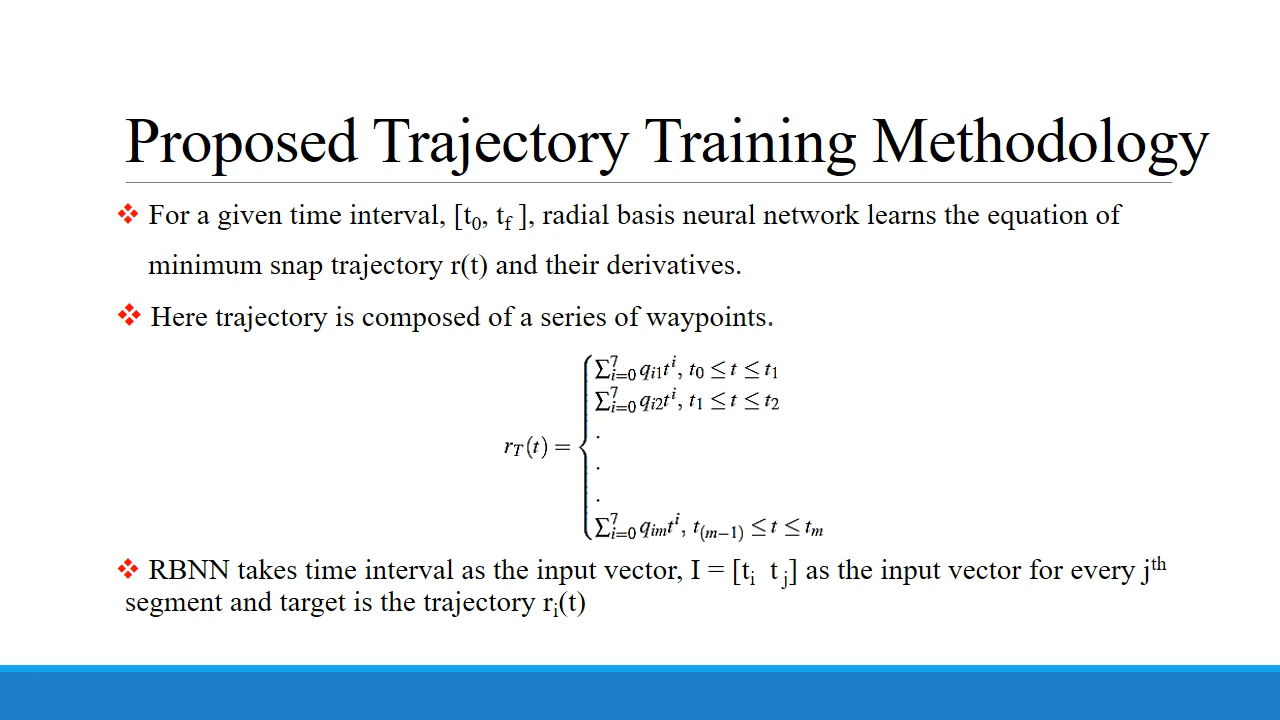 Proposed Trajectory Training Methodology
❖ For a given time interval, [t₀, t_f ], radial basis neural network learns the equation of
minimum snap trajectory r(t) and their derivatives.
❖ Here trajectory is composed of a series of waypoints.
∑⁷ᵢ₌₀ qᵢ₁tⁱ, t₀ ≤ t ≤ t₁
∑⁷ᵢ₌₀ qᵢ₂tⁱ, t₁ ≤ t ≤ t₂
.
r_T(t) = {
.
.
∑⁷ᵢ₌₀ qᵢₘtⁱ, t₍ₘ₋₁₎ ≤ t ≤ tₘ
❖ RBNN takes time interval as the input vector, I = [tᵢ tⱼ] as the input vector for every jᵗʰ
segment and target is the trajectory rᵢ(t)